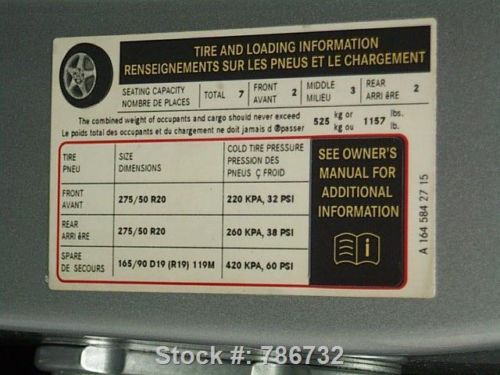 TIRE AND LOADING INFORMATION
RENSEIGNEMENTS SUR LES PNEUS ET LE CHARGEMENT
SEATING CAPACITY
NOMBRE DE PLACES
TOTAL 7
FRONT
AVANT 2
MIDDLE
MILIEU 3
REAR
ARRI ĕRE 2
The combined weight of occupants and cargo should never exceed
Le poids total des occupants et du chargement ne doit jamais d ®passer
525 kg or
kg ou
1157 lbs.
lb.
TIRE
PNEU
SIZE
DIMENSIONS
COLD TIRE PRESSURE
PRESSION DES
PNEUS Ç FROID
FRONT
AVANT
275/50 R20
220 KPA, 32 PSI
REAR
ARRI ĕRE
275/50 R20
260 KPA, 38 PSI
SPARE
DE SECOURS
165/90 D19 (R19) 119M
420 KPA, 60 PSI
SEE OWNER'S
MANUAL FOR
ADDITIONAL
INFORMATION
i
A 164 584 27 15
Stock #: 786732